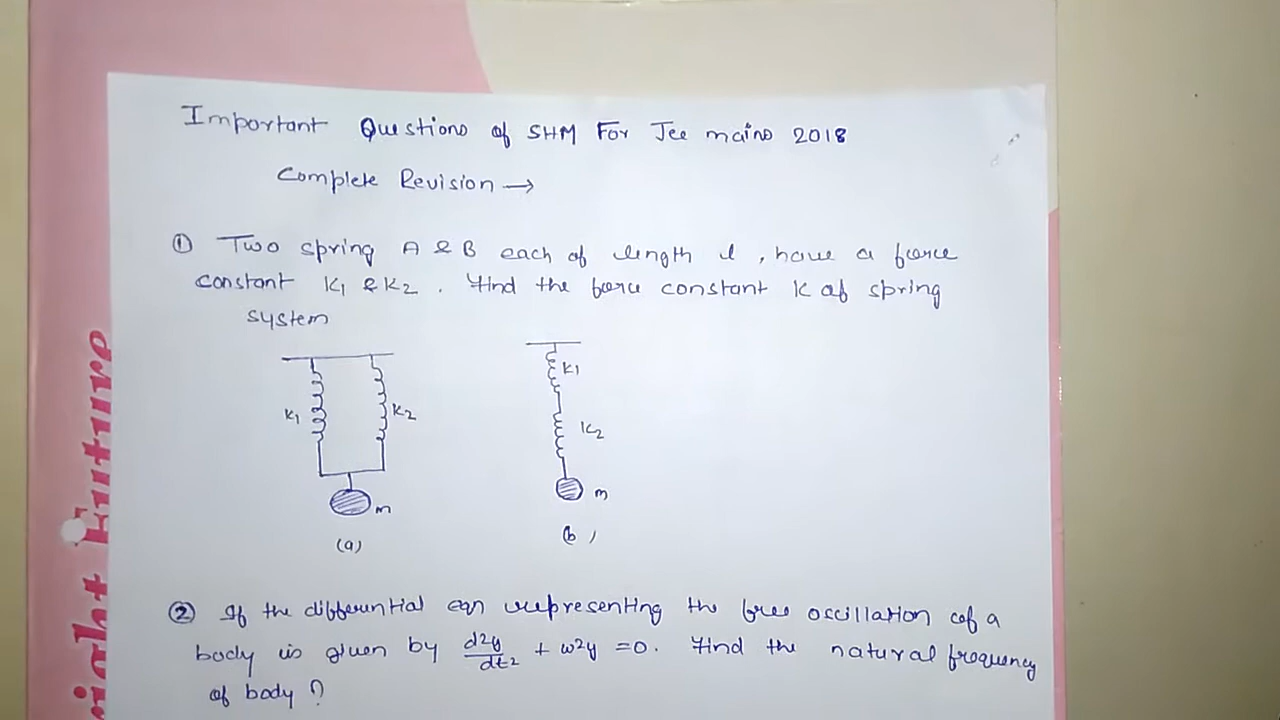 Important Questions of SHM For Jee mains 2018
Complete Revision →
① Two spring A & B each of length l, have a force
constant K1 & K2. Find the force constant K of spring
system
K1
K2
m
(a)
K1
K2
m
(b)
② If the differential eqn representing the free oscillation of a
body is given by d²y/dt² + ω²y = 0. Find the natural frequency
of body?
ight Future